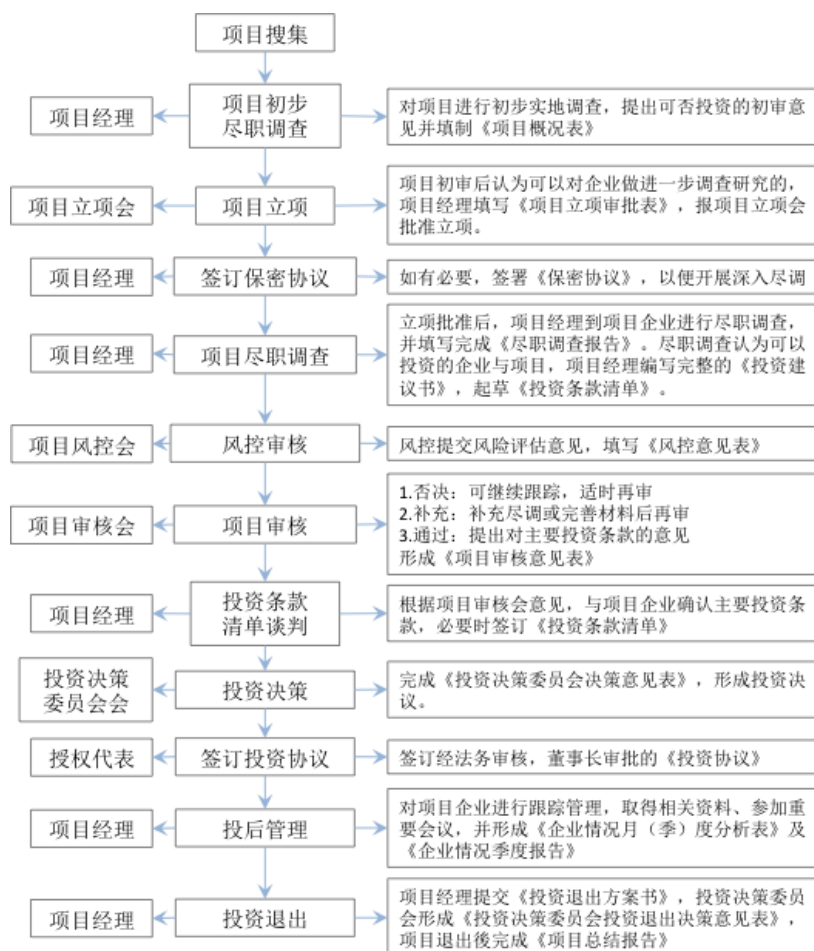 项目搜集
项目经理
项目初步
尽职调查
对项目进行初步实地调查，提出可否投资的初审意
见并填制《项目概况表》
项目立项会
项目立项
项目初审后认为可以对企业做进一步调查研究的，
项目经理填写《项目立项审批表》，报项目立项会
批准立项。
项目经理
签订保密协议
如有必要，签署《保密协议》，以便开展深入尽调
项目经理
项目尽职调查
立项批准后，项目经理到项目企业进行尽职调查，
并填写完成《尽职调查报告》。尽职调查认为可以
投资的企业与项目，项目经理编写完整的《投资建
议书》，起草《投资条款清单》。
项目风控会
风控审核
风控提交风险评估意见，填写《风控意见表》
项目审核会
项目审核
1.否决：可继续跟踪，适时再审
2.补充：补充尽调或完善材料后再审
3.通过：提出对主要投资条款的意见
形成《项目审核意见表》
项目经理
投资条款
清单谈判
根据项目审核会意见，与项目企业确认主要投资条
款，必要时签订《投资条款清单》
投资决策
委员会会
投资决策
完成《投资决策委员会决策意见表》，形成投资决
议。
授权代表
签订投资协议
签订经法务审核，董事长审批的《投资协议》
项目经理
投后管理
对项目企业进行跟踪管理，取得相关资料、参加重
要会议，并形成《企业情况月（季）度分析表》及
《企业情况季度报告》
项目经理
投资退出
项目经理提交《投资退出方案书》，投资决策委员
会形成《投资决策委员会投资退出决策意见表》，
项目退出後完成《项目总结报告》